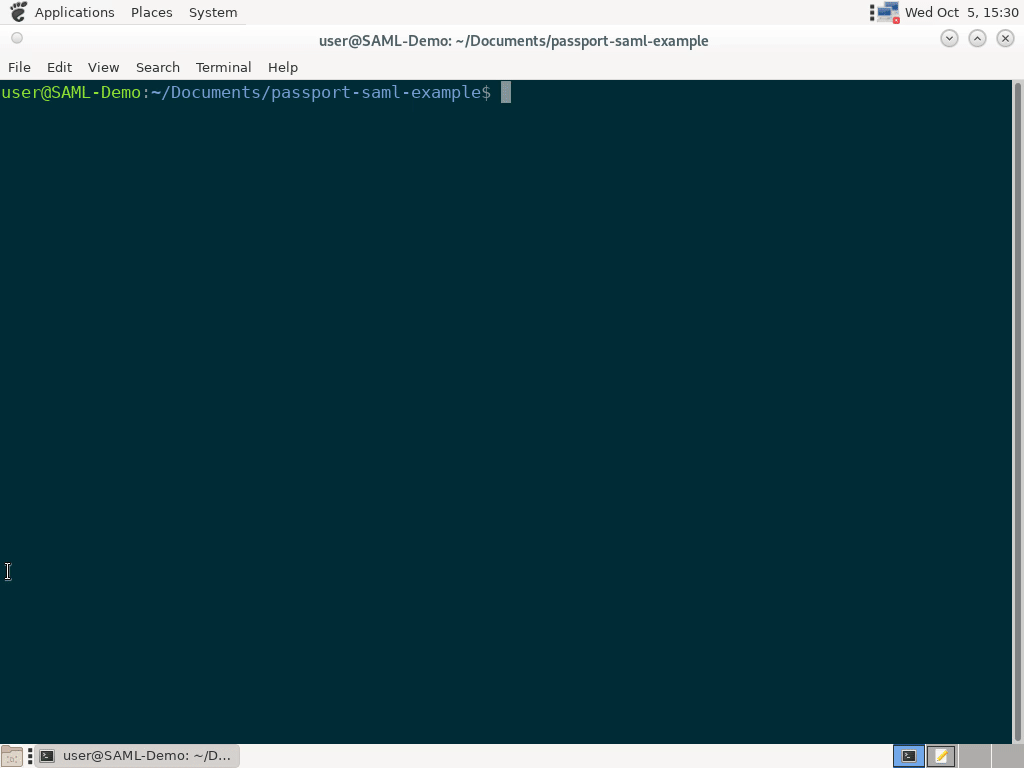 Applications Places System Wed Oct 5, 15:30
user@SAML-Demo: ~/Documents/passport-saml-example
File Edit View Search Terminal Help
user@SAML-Demo:~/Documents/passport-saml-example$
user@SAML-Demo: ~/D...